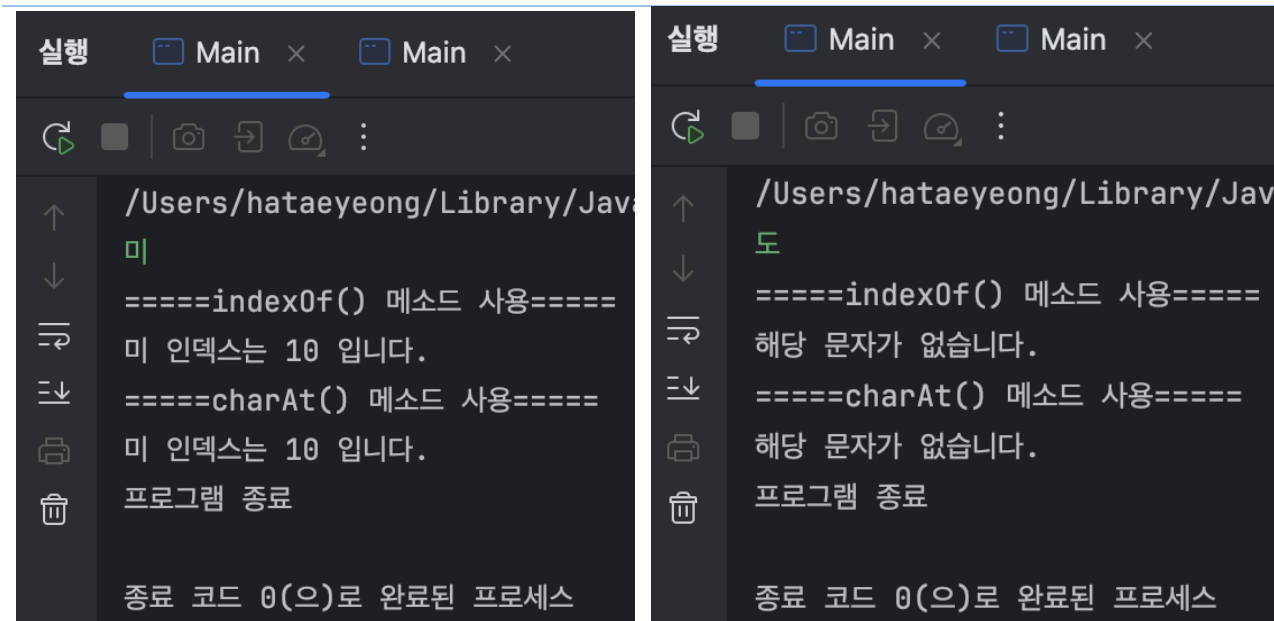 실행 Main × Main ×
/Users/hataeyeong/Library/Java
미
=====indexOf() 메소드 사용=====
미 인덱스는 10 입니다.
=====charAt() 메소드 사용=====
미 인덱스는 10 입니다.
프로그램 종료
종료 코드 0(으)로 완료된 프로세스
실행 Main × Main ×
/Users/hataeyeong/Library/Jav
도
=====indexOf() 메소드 사용=====
해당 문자가 없습니다.
=====charAt() 메소드 사용=====
해당 문자가 없습니다.
프로그램 종료
종료 코드 0(으)로 완료된 프로세스